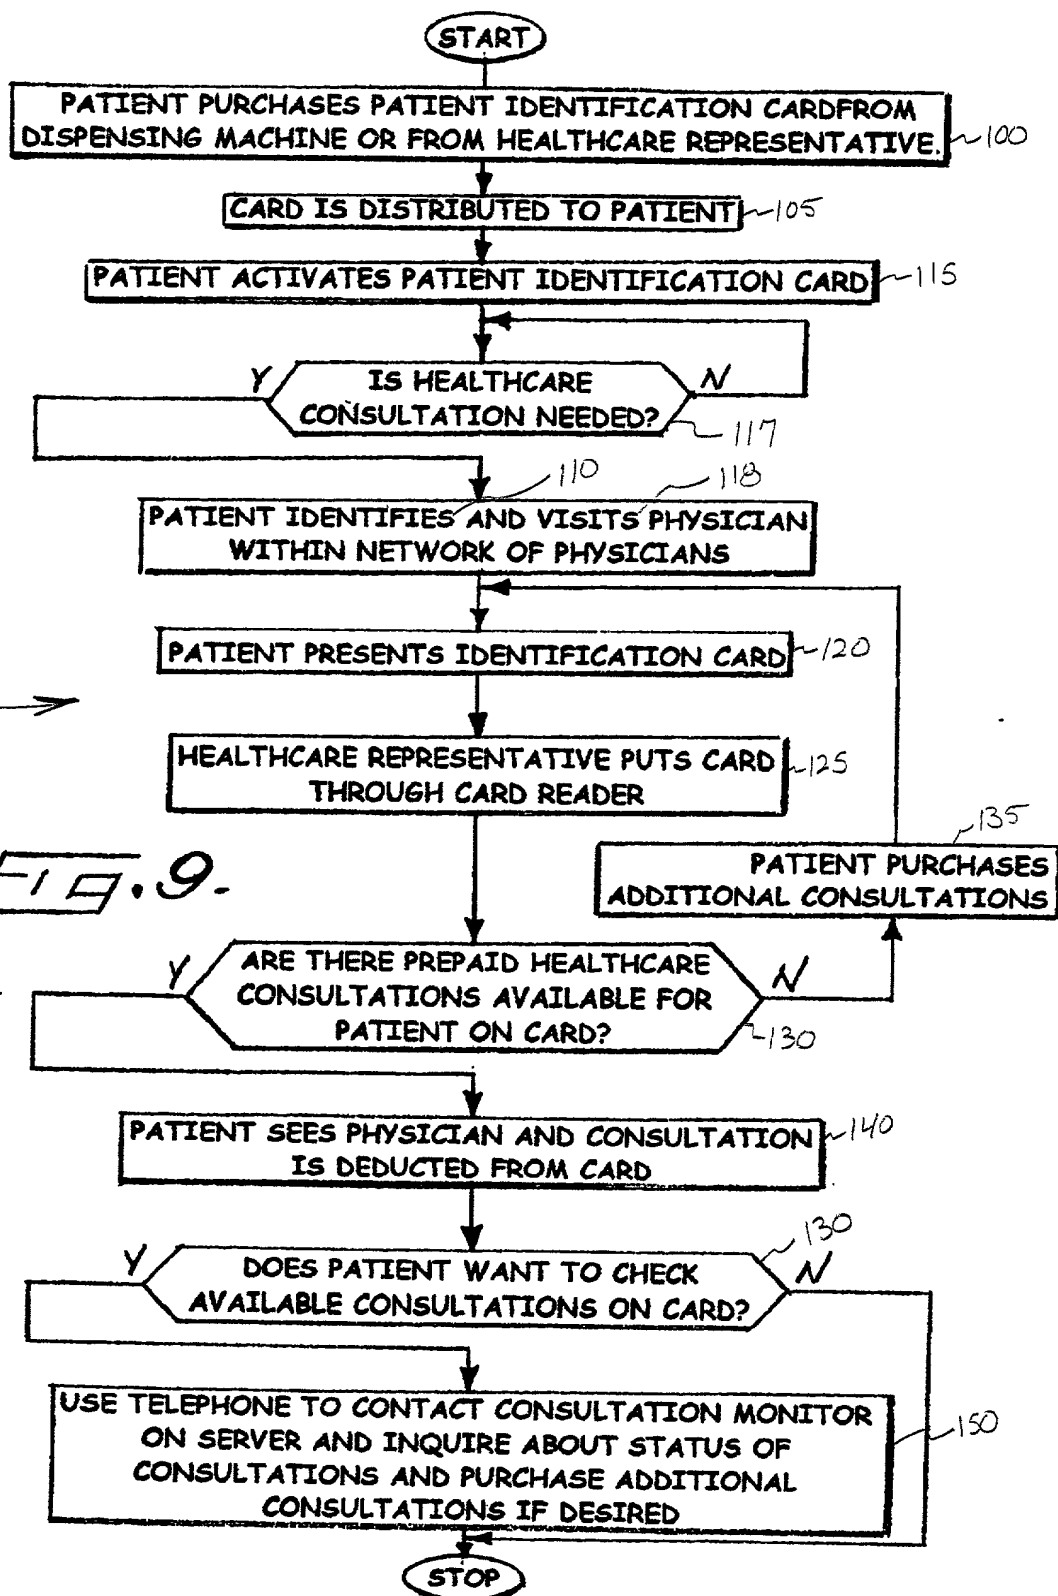 START
PATIENT PURCHASES PATIENT IDENTIFICATION CARDFROM
DISPENSING MACHINE OR FROM HEALTHCARE REPRESENTATIVE.
100
CARD IS DISTRIBUTED TO PATIENT
105
PATIENT ACTIVATES PATIENT IDENTIFICATION CARD
115
Y
IS HEALTHCARE
N
CONSULTATION NEEDED?
117
110
118
PATIENT IDENTIFIES AND VISITS PHYSICIAN
WITHIN NETWORK OF PHYSICIANS
PATIENT PRESENTS IDENTIFICATION CARD
120
HEALTHCARE REPRESENTATIVE PUTS CARD
THROUGH CARD READER
125
135
PATIENT PURCHASES
ADDITIONAL CONSULTATIONS
Fig. 9.
Y
ARE THERE PREPAID HEALTHCARE
CONSULTATIONS AVAILABLE FOR
PATIENT ON CARD?
N
130
PATIENT SEES PHYSICIAN AND CONSULTATION
IS DEDUCTED FROM CARD
140
130
Y
DOES PATIENT WANT TO CHECK
AVAILABLE CONSULTATIONS ON CARD?
N
USE TELEPHONE TO CONTACT CONSULTATION MONITOR
ON SERVER AND INQUIRE ABOUT STATUS OF
CONSULTATIONS AND PURCHASE ADDITIONAL
CONSULTATIONS IF DESIRED
150
STOP